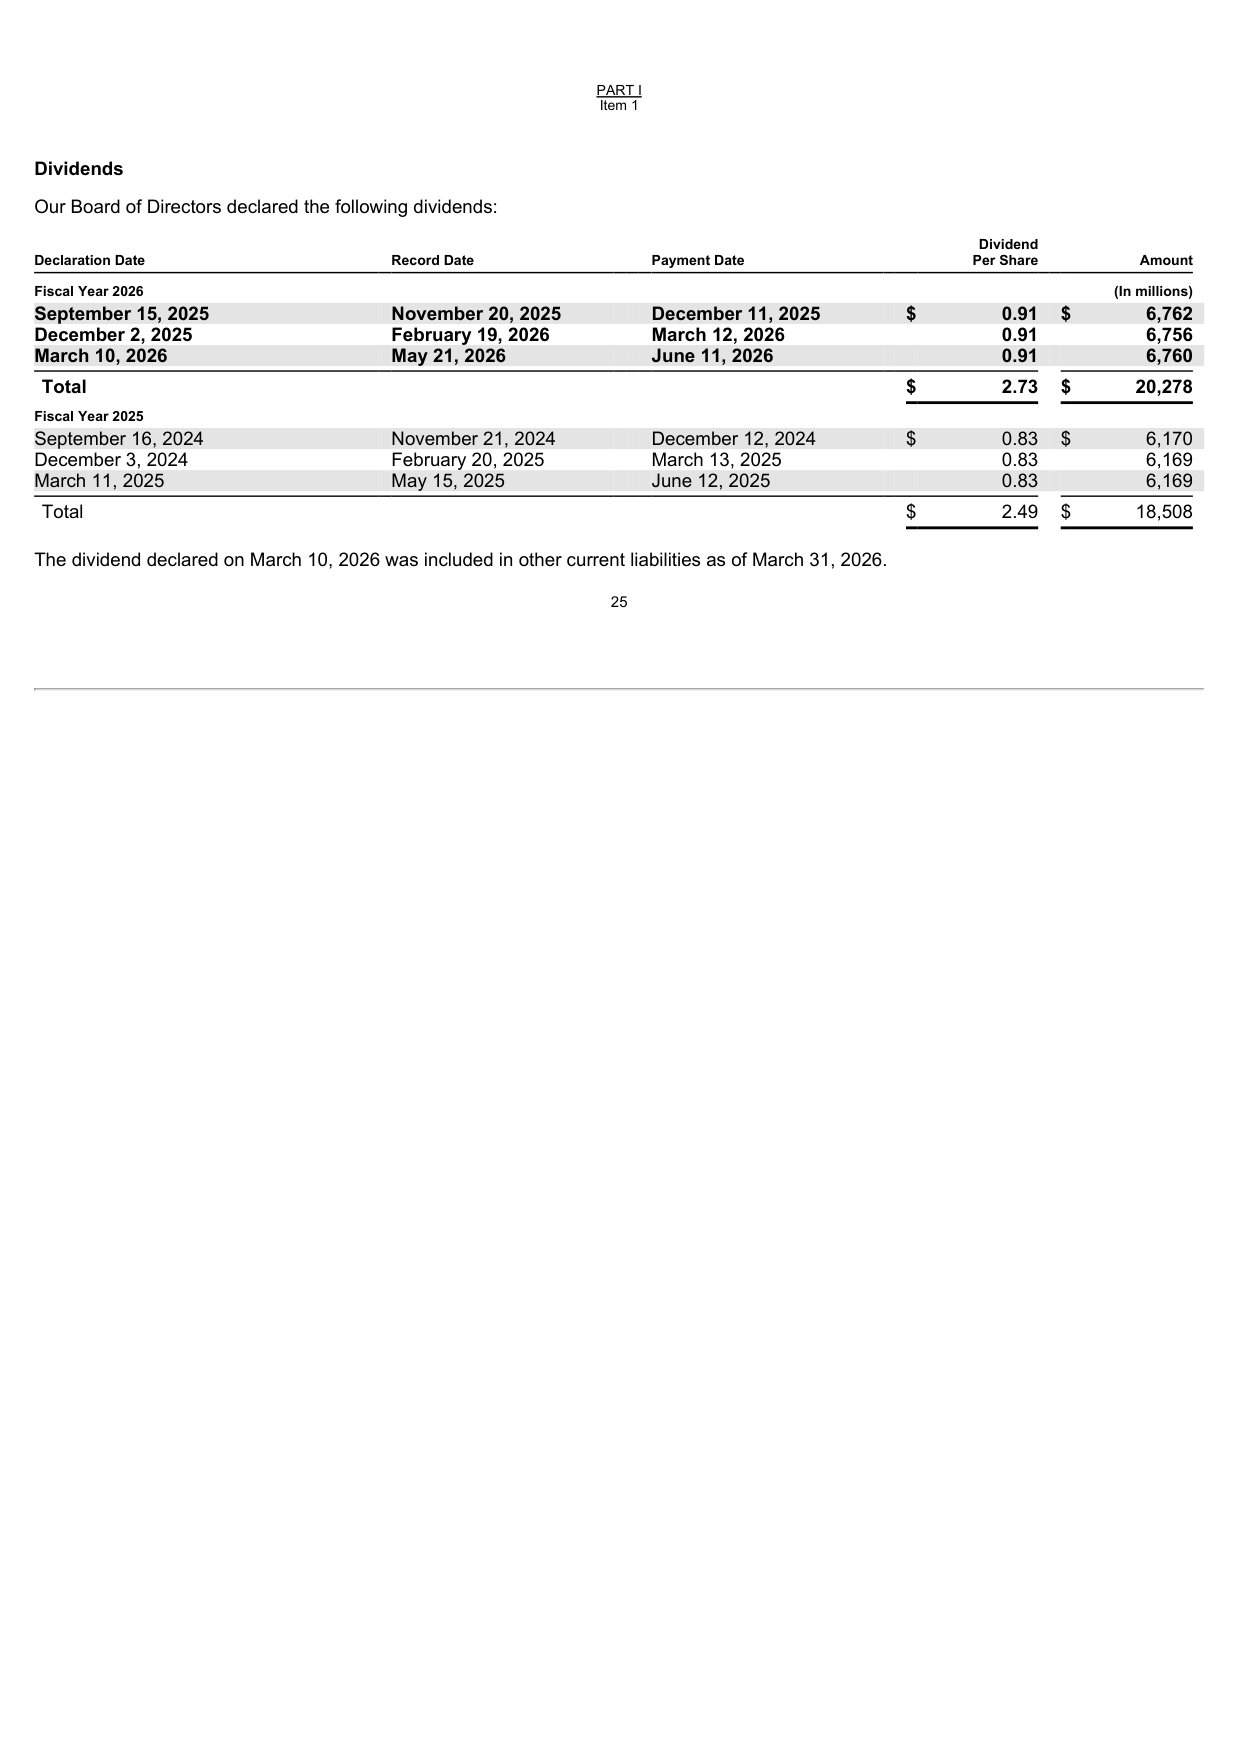 PART I
Item 1
Dividends
Our Board of Directors declared the following dividends:
Declaration Date Record Date Payment Date Dividend Per Share Amount
Fiscal Year 2026 (In millions)
September 15, 2025 November 20, 2025 December 11, 2025 $ 0.91 $ 6,762
December 2, 2025 February 19, 2026 March 12, 2026 0.91 6,756
March 10, 2026 May 21, 2026 June 11, 2026 0.91 6,760
Total $ 2.73 $ 20,278
Fiscal Year 2025
September 16, 2024 November 21, 2024 December 12, 2024 $ 0.83 $ 6,170
December 3, 2024 February 20, 2025 March 13, 2025 0.83 6,169
March 11, 2025 May 15, 2025 June 12, 2025 0.83 6,169
Total $ 2.49 $ 18,508
The dividend declared on March 10, 2026 was included in other current liabilities as of March 31, 2026.
25